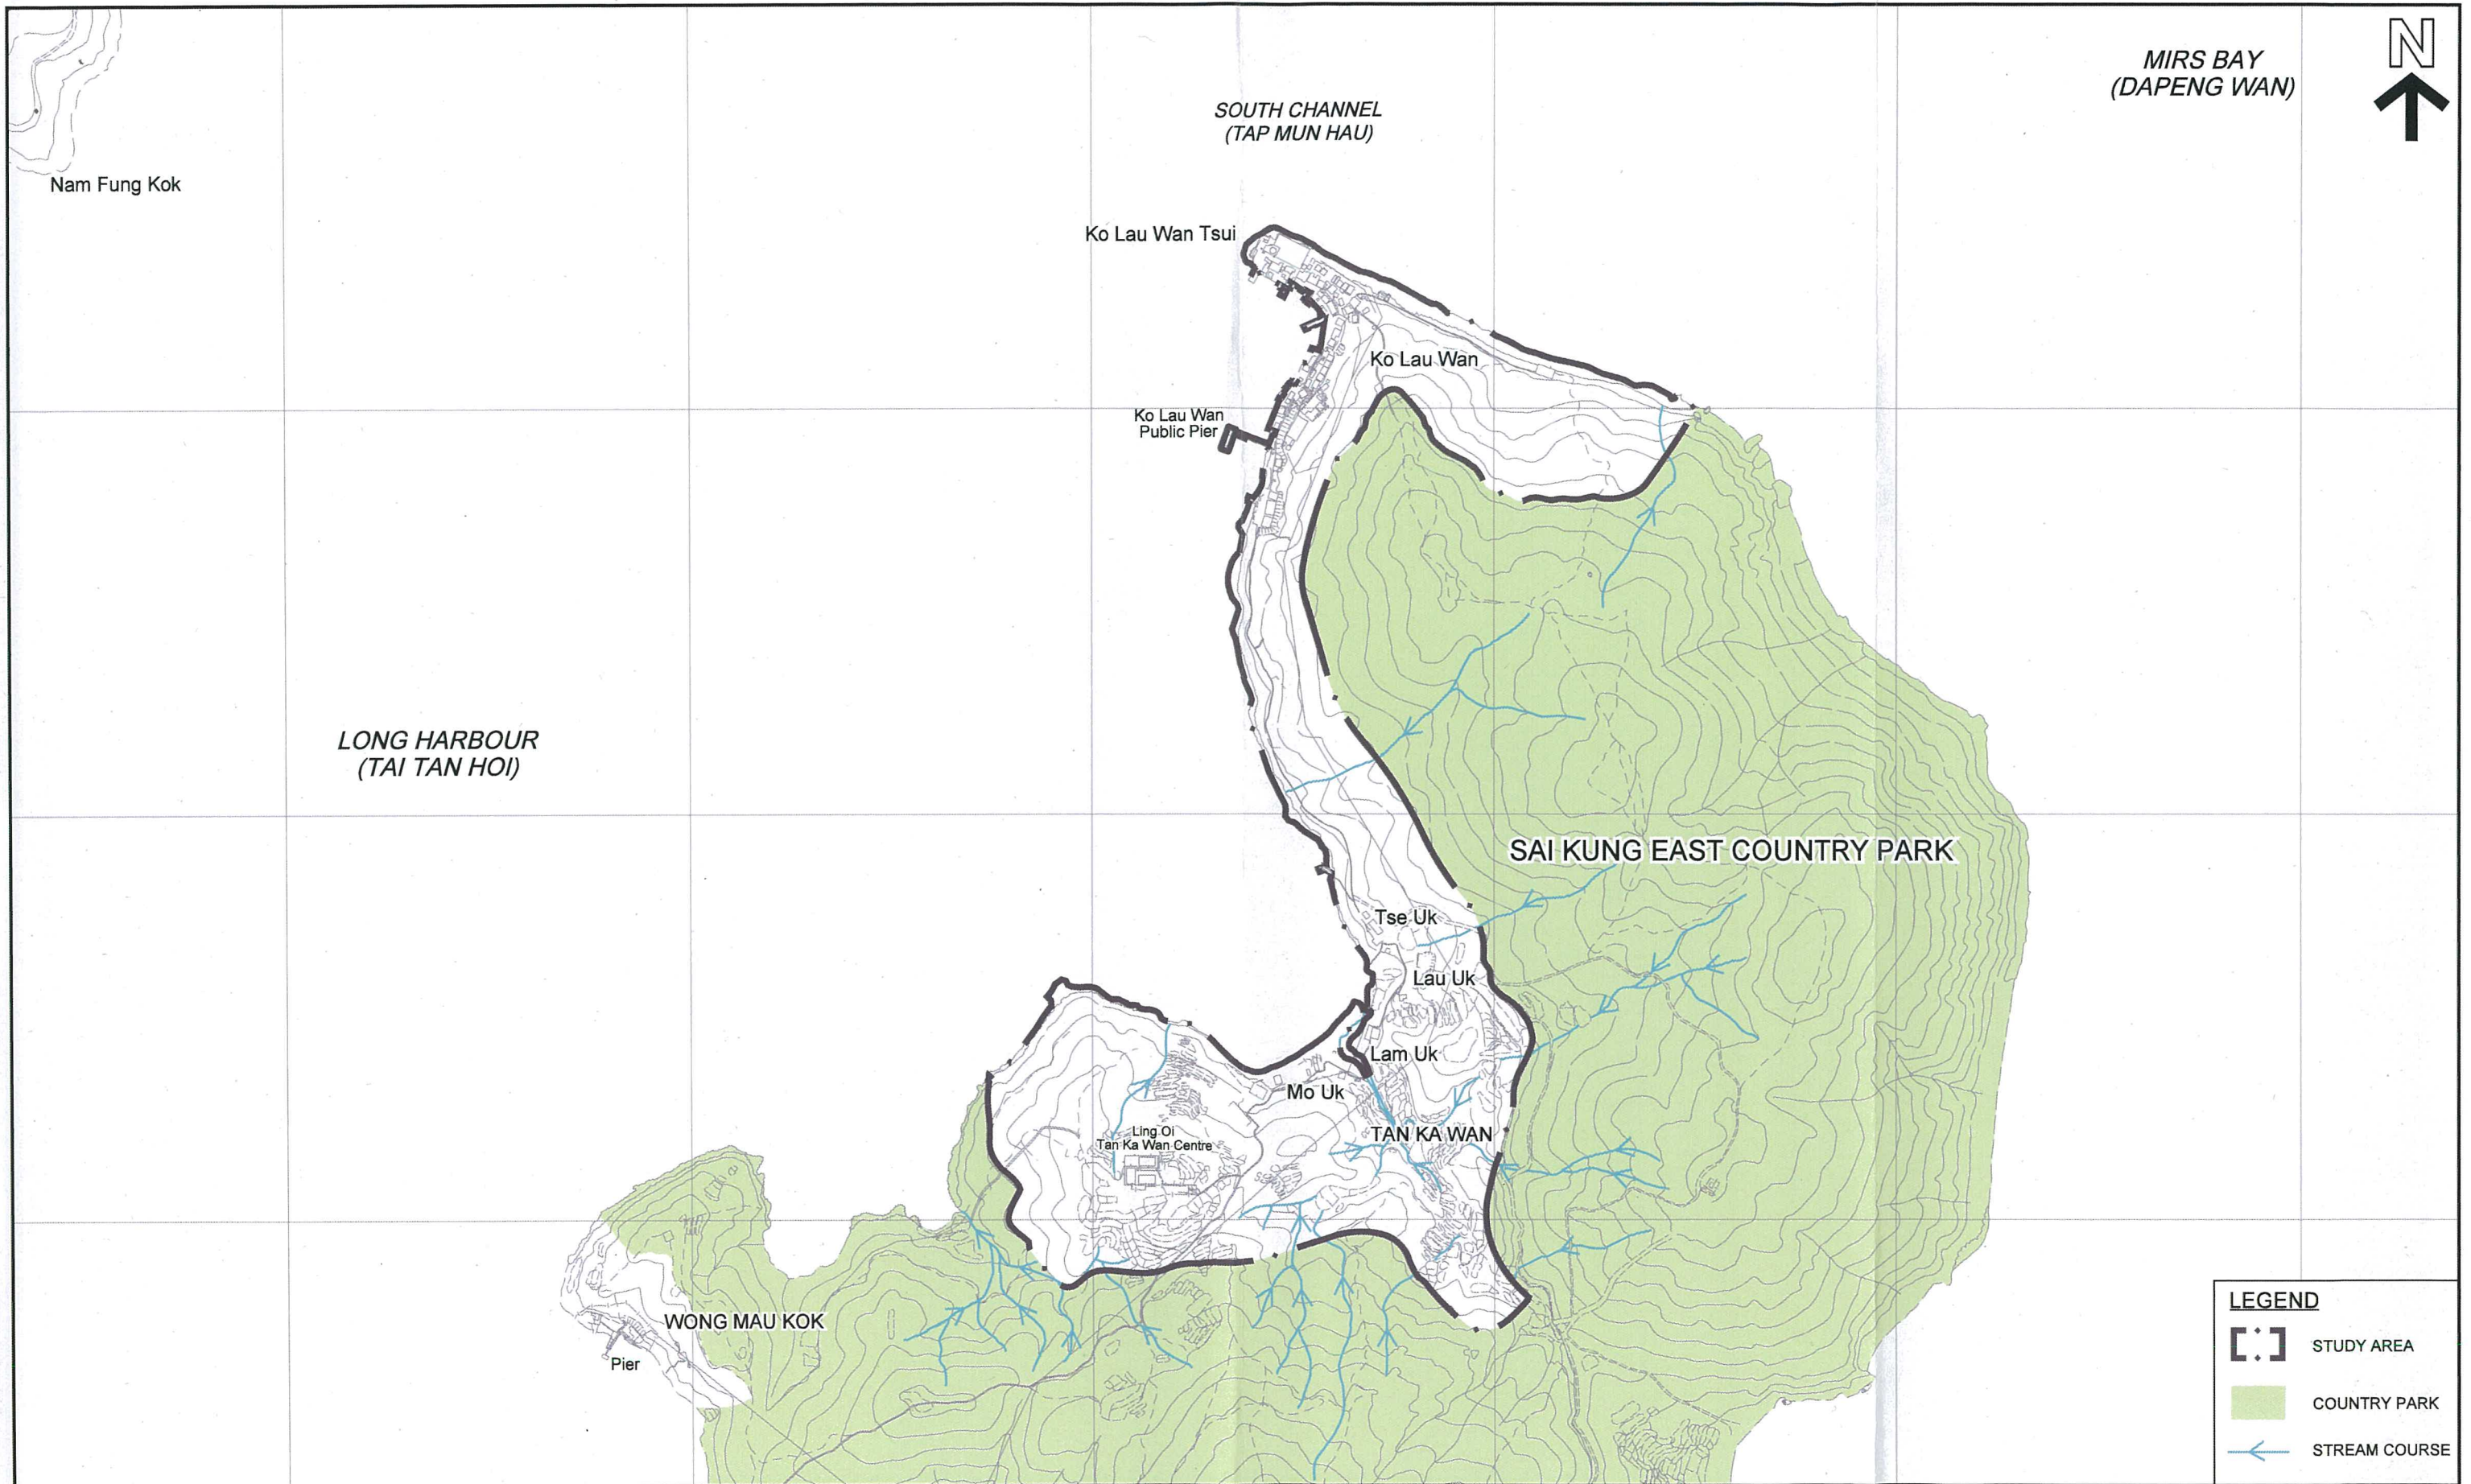 N
MIRS BAY
(DAPENG WAN)
SOUTH CHANNEL
(TAP MUN HAU)
Nam Fung Kok
Ko Lau Wan Tsui
Ko Lau Wan
Ko Lau Wan
Public Pier
LONG HARBOUR
(TAI TAN HOI)
SAI KUNG EAST COUNTRY PARK
Tse Uk
Lau Uk
Lam Uk
Mo Uk
TAN KA WAN
Ling Oi
Tan Ka Wan Centre
WONG MAU KOK
Pier
LEGEND
STUDY AREA
COUNTRY PARK
STREAM COURSE